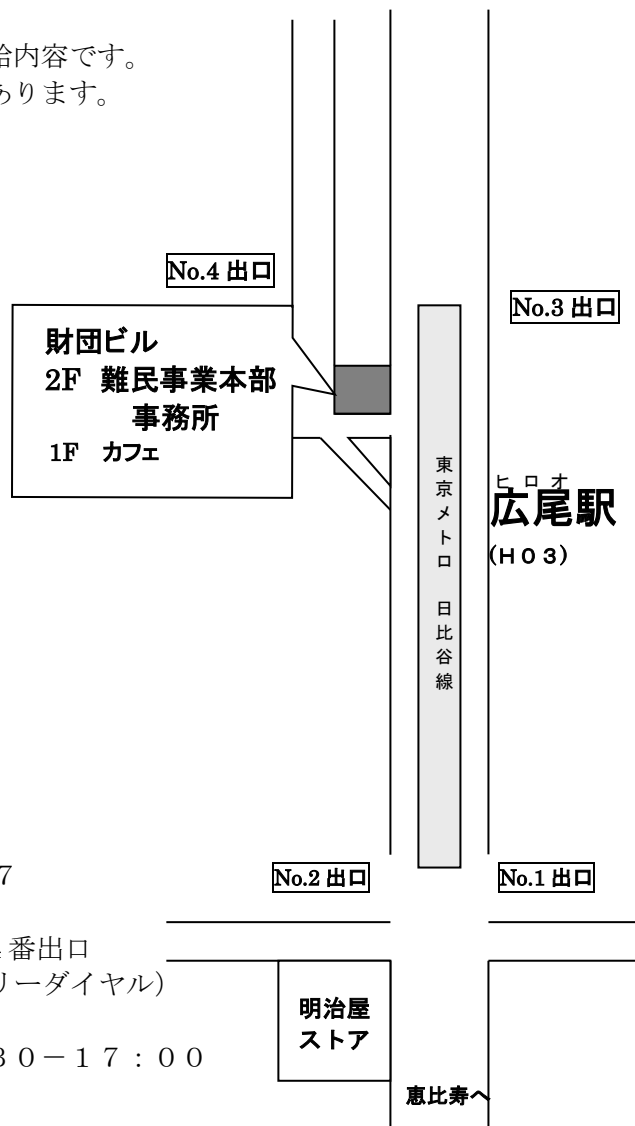 給内容です。
あります。
No.4 出口
No.3 出口
財団ビル
2F 難民事業本部
事務所
1F カフェ
東京メトロ 日比谷線
ヒロオ
広尾駅
(H03)
7
No.2 出口
No.1 出口
番出口
リーダイヤル）
明治屋
ストア
30－17：00
恵比寿へ